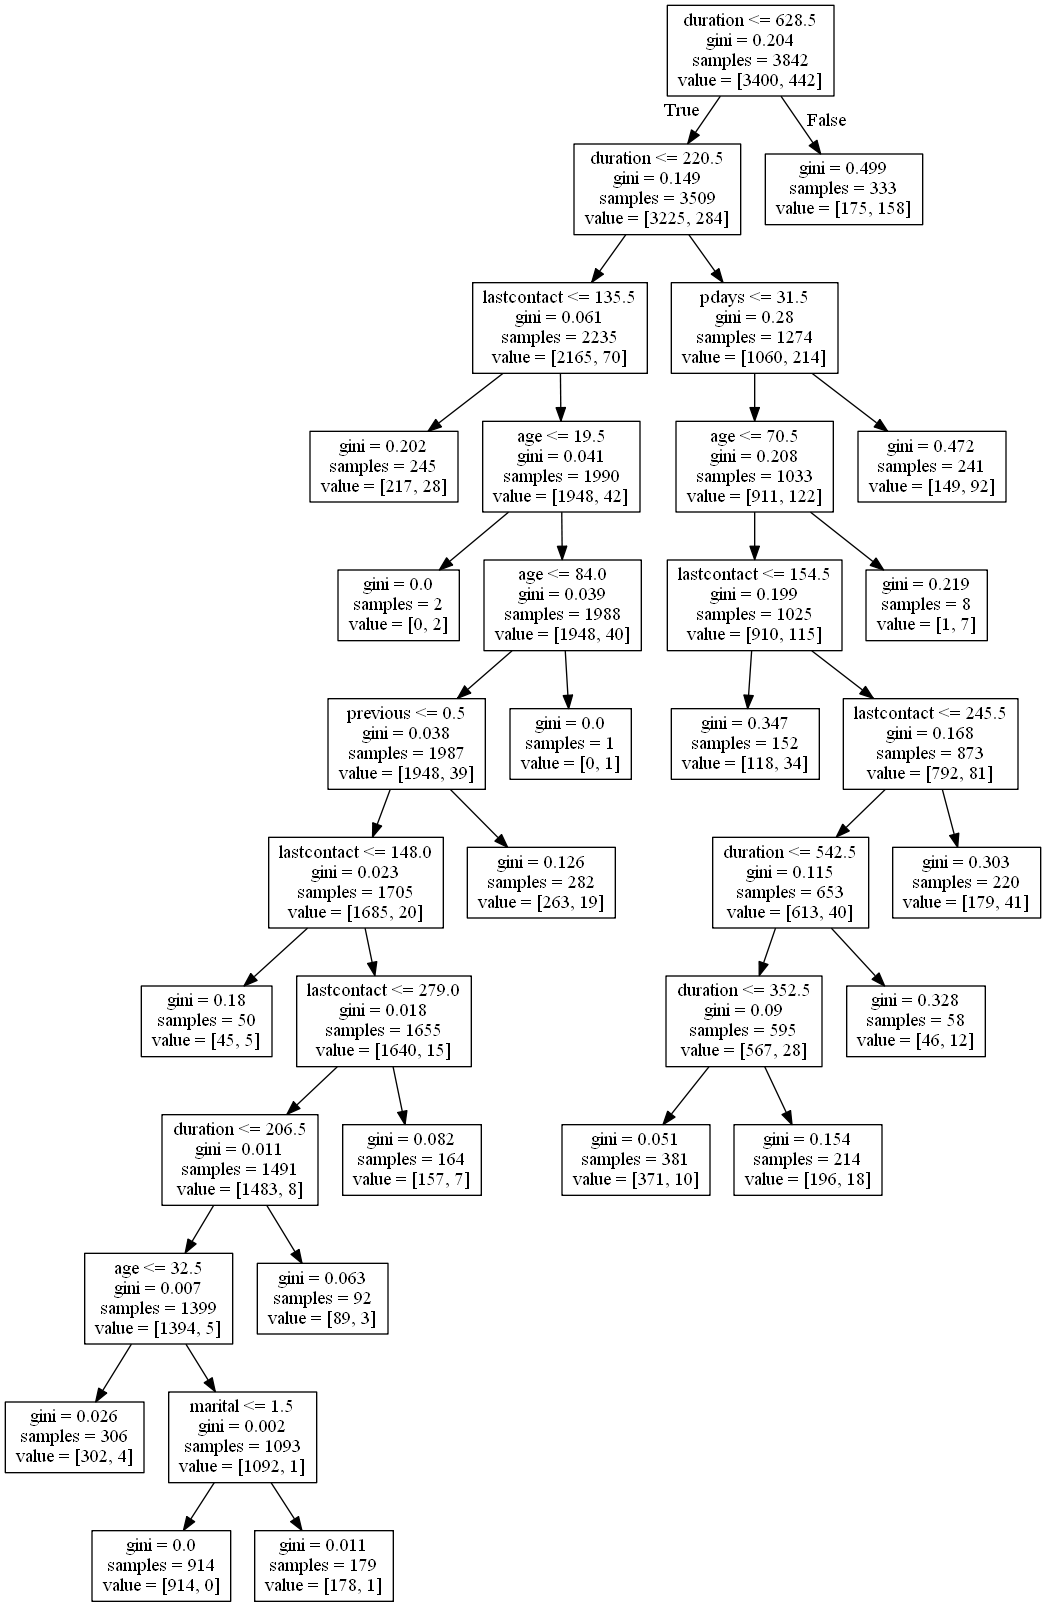 duration <= 628.5
gini = 0.204
samples = 3842
value = [3400, 442]
True
False
duration <= 220.5
gini = 0.149
samples = 3509
value = [3225, 284]
gini = 0.499
samples = 333
value = [175, 158]
lastcontact <= 135.5
gini = 0.061
samples = 2235
value = [2165, 70]
pdays <= 31.5
gini = 0.28
samples = 1274
value = [1060, 214]
gini = 0.202
samples = 245
value = [217, 28]
age <= 19.5
gini = 0.041
samples = 1990
value = [1948, 42]
age <= 70.5
gini = 0.208
samples = 1033
value = [911, 122]
gini = 0.472
samples = 241
value = [149, 92]
gini = 0.0
samples = 2
value = [0, 2]
age <= 84.0
gini = 0.039
samples = 1988
value = [1948, 40]
lastcontact <= 154.5
gini = 0.199
samples = 1025
value = [910, 115]
gini = 0.219
samples = 8
value = [1, 7]
previous <= 0.5
gini = 0.038
samples = 1987
value = [1948, 39]
gini = 0.0
samples = 1
value = [0, 1]
gini = 0.347
samples = 152
value = [118, 34]
lastcontact <= 245.5
gini = 0.168
samples = 873
value = [792, 81]
lastcontact <= 148.0
gini = 0.023
samples = 1705
value = [1685, 20]
gini = 0.126
samples = 282
value = [263, 19]
duration <= 542.5
gini = 0.115
samples = 653
value = [613, 40]
gini = 0.303
samples = 220
value = [179, 41]
gini = 0.18
samples = 50
value = [45, 5]
lastcontact <= 279.0
gini = 0.018
samples = 1655
value = [1640, 15]
duration <= 352.5
gini = 0.09
samples = 595
value = [567, 28]
gini = 0.328
samples = 58
value = [46, 12]
duration <= 206.5
gini = 0.011
samples = 1491
value = [1483, 8]
gini = 0.082
samples = 164
value = [157, 7]
gini = 0.051
samples = 381
value = [371, 10]
gini = 0.154
samples = 214
value = [196, 18]
age <= 32.5
gini = 0.007
samples = 1399
value = [1394, 5]
gini = 0.063
samples = 92
value = [89, 3]
gini = 0.026
samples = 306
value = [302, 4]
marital <= 1.5
gini = 0.002
samples = 1093
value = [1092, 1]
gini = 0.0
samples = 914
value = [914, 0]
gini = 0.011
samples = 179
value = [178, 1]